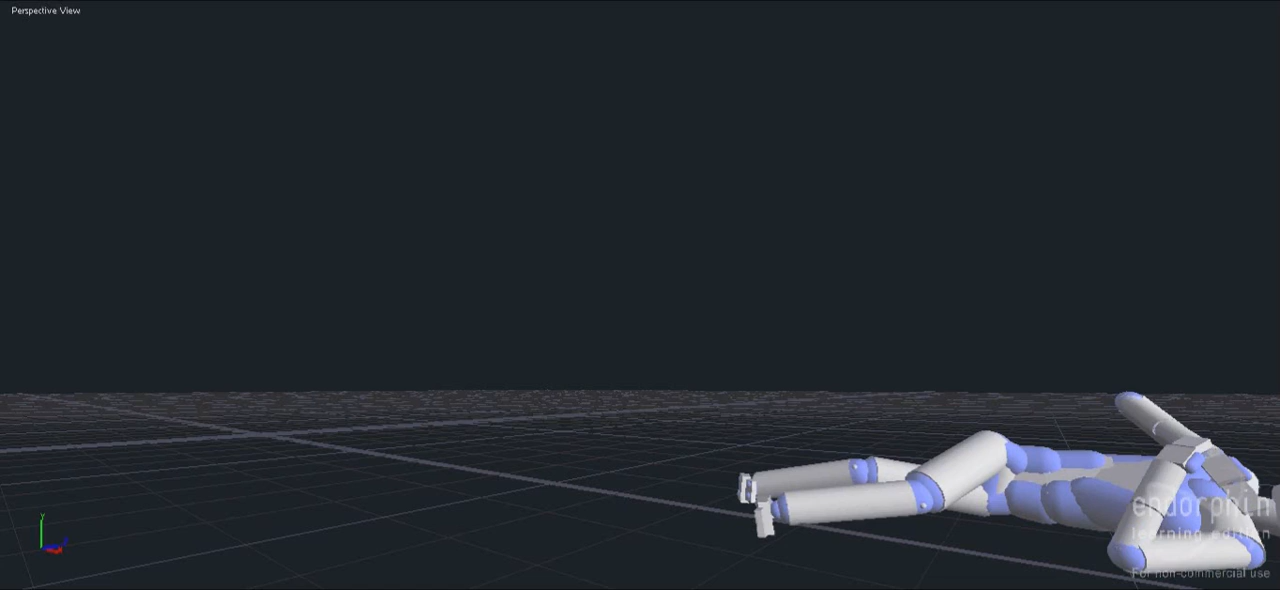 Perspective View
endorphin
learning edition
For non-commercial use
Y